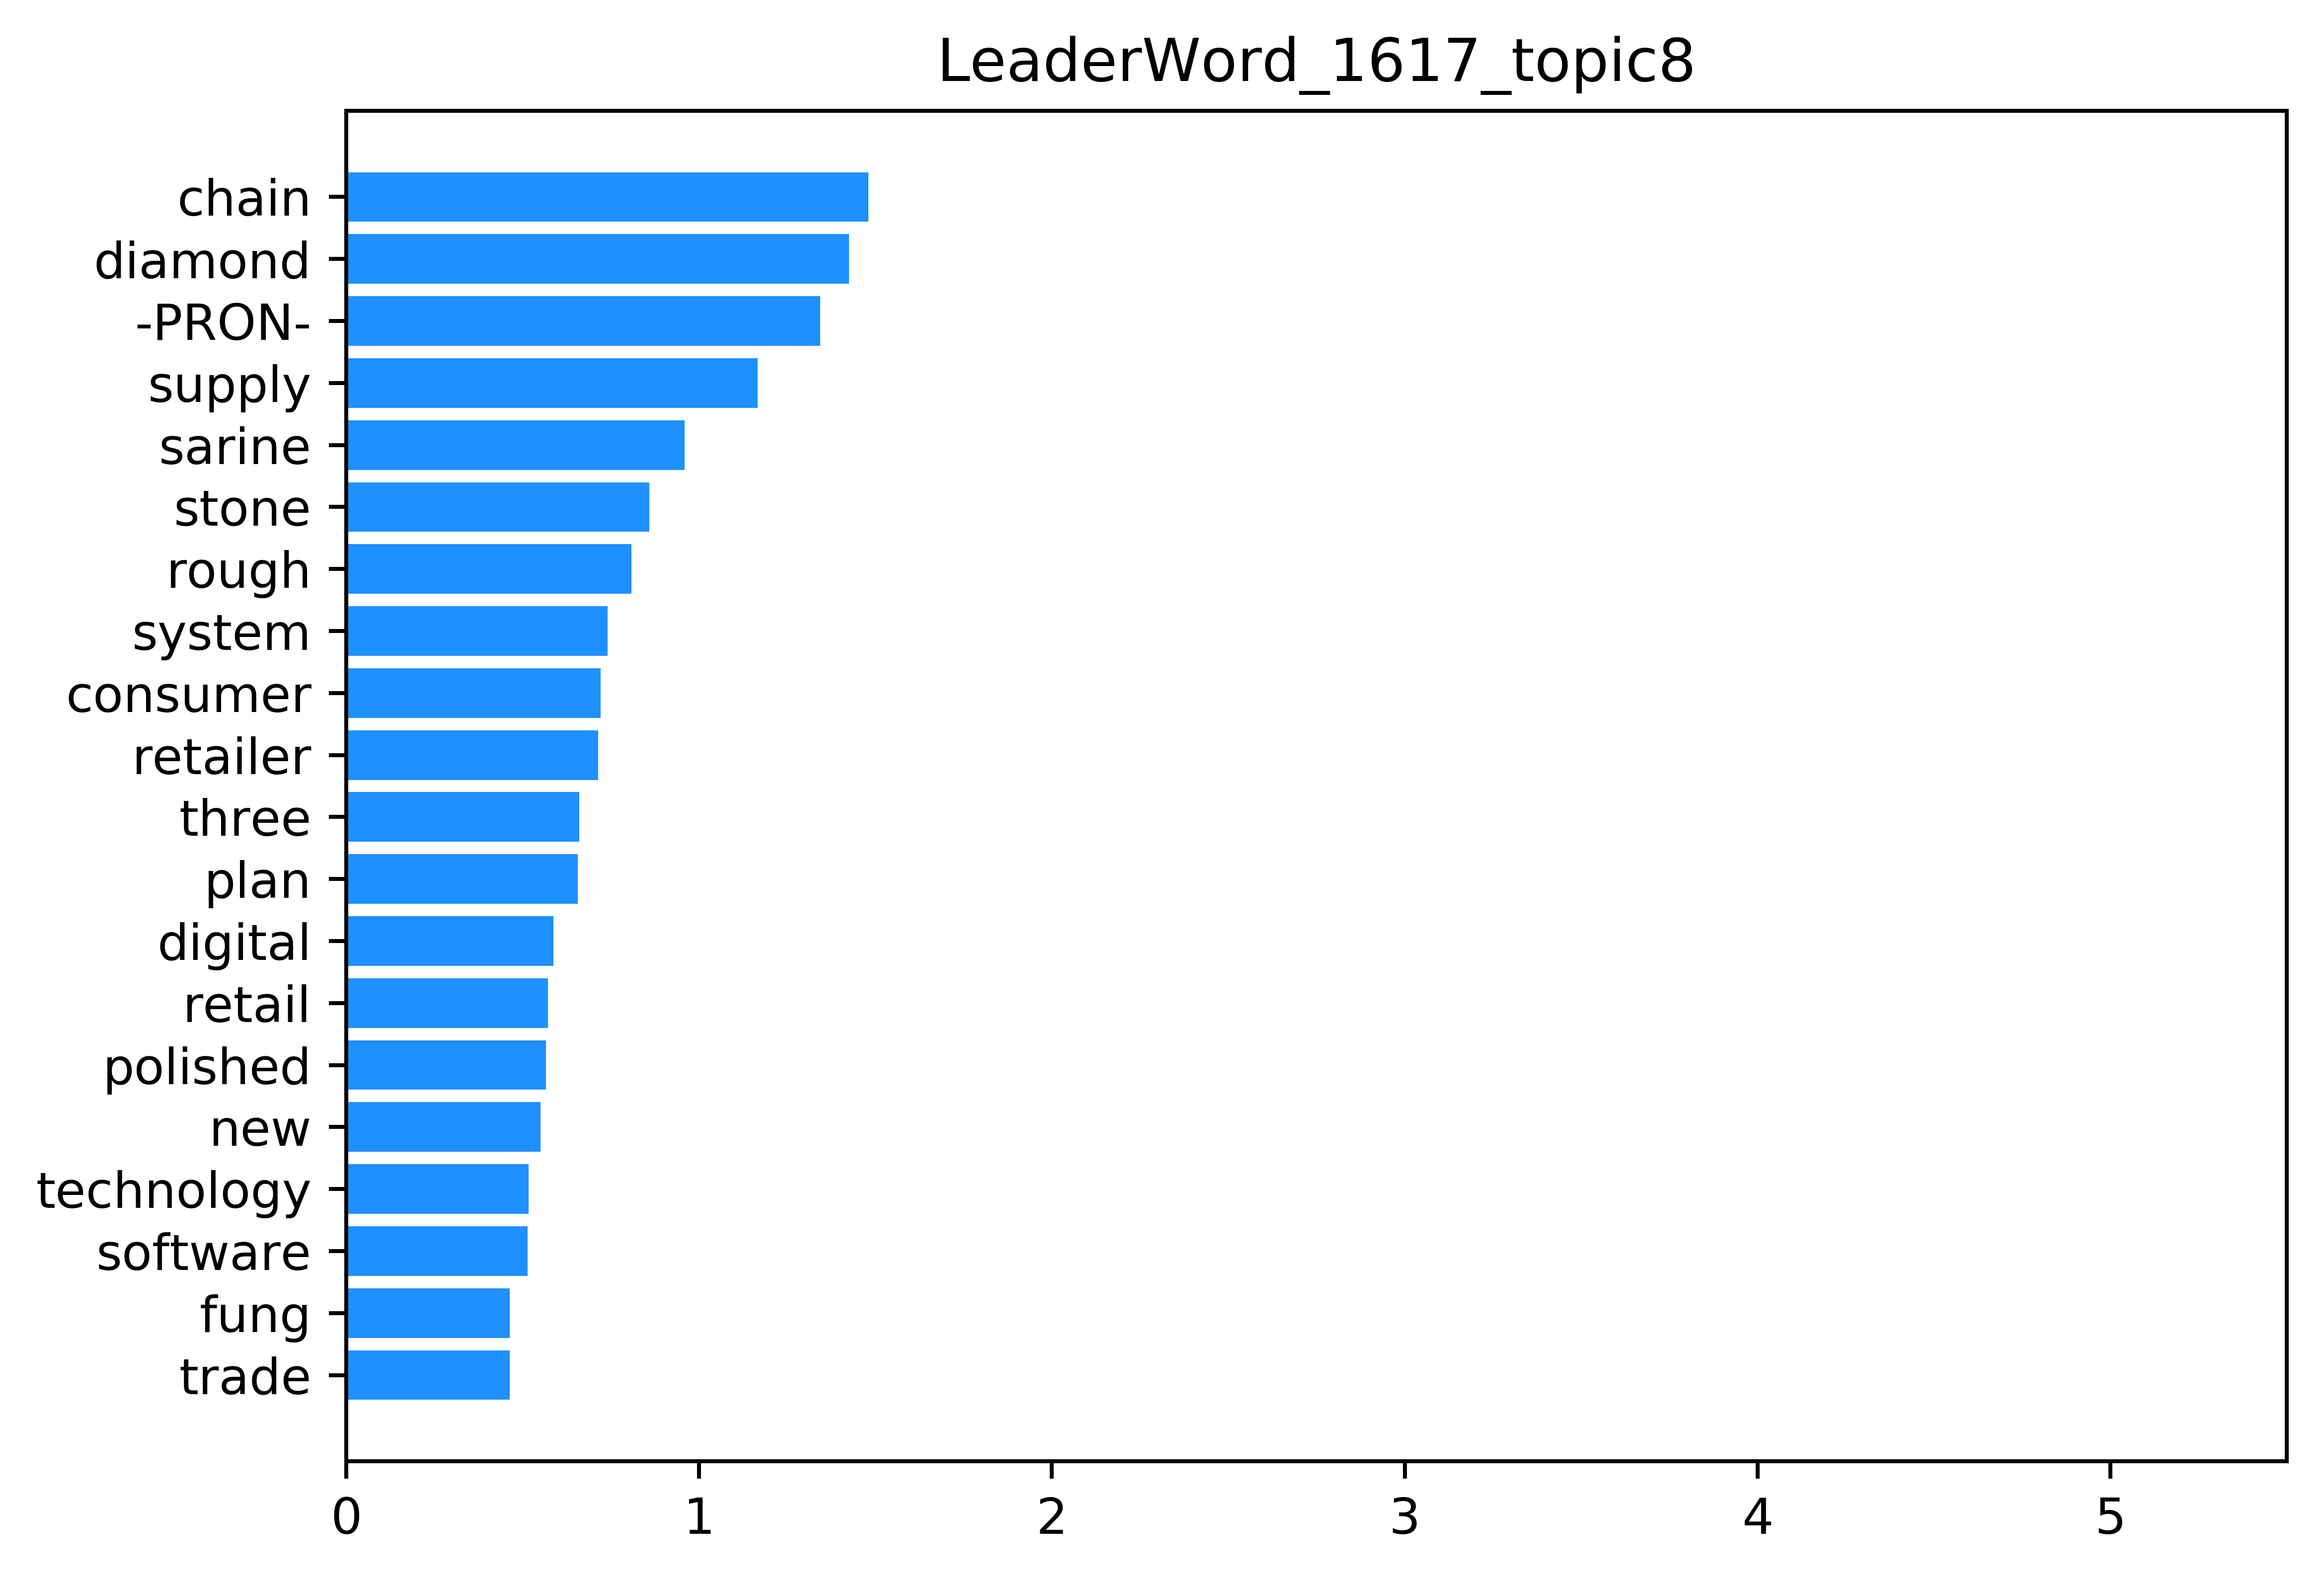 LeaderWord_1617_topic8
chain
diamond
-PRON-
supply
sarine
stone
rough
system
consumer
retailer
three
plan
digital
retail
polished
new
technology
software
fung
trade
0 1 2 3 4 5